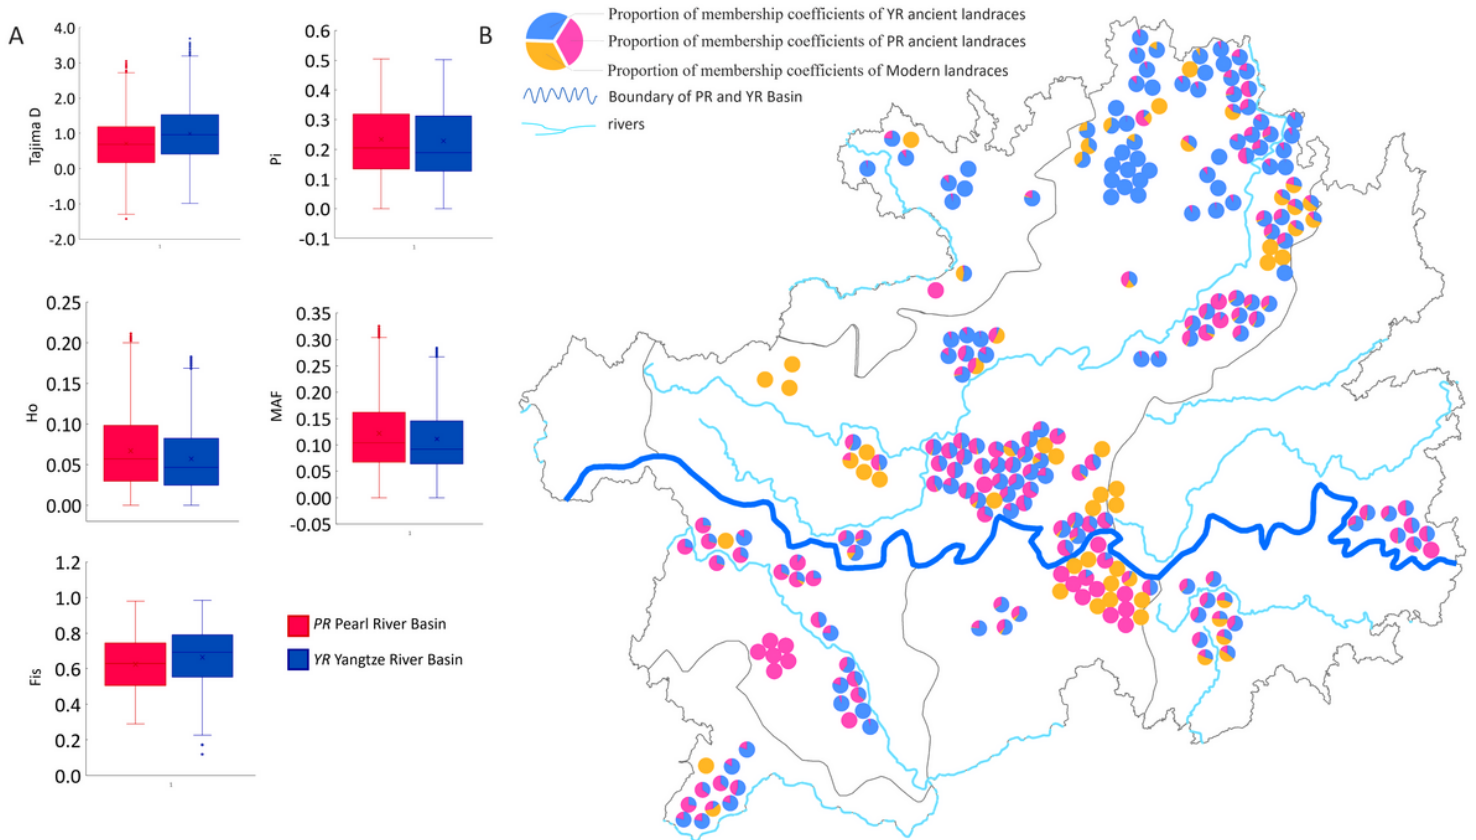 A
4.0
3.0
2.0
1.0
0.0
-1.0
-2.0
Tajima D
1
0.6
0.5
0.4
0.3
0.2
0.1
0.0
-0.1
Pi
1
0.25
0.20
0.15
0.10
0.05
0.00
Ho
0.35
0.30
0.25
0.20
0.15
0.10
0.05
0.00
-0.05
MAF
1
1.2
1.0
0.8
0.6
0.4
0.2
0.0
Fis
1
PR Pearl River Basin
YR Yangtze River Basin
B
Proportion of membership coefficients of YR ancient landraces
Proportion of membership coefficients of PR ancient landraces
Proportion of membership coefficients of Modern landraces
Boundary of PR and YR Basin
rivers